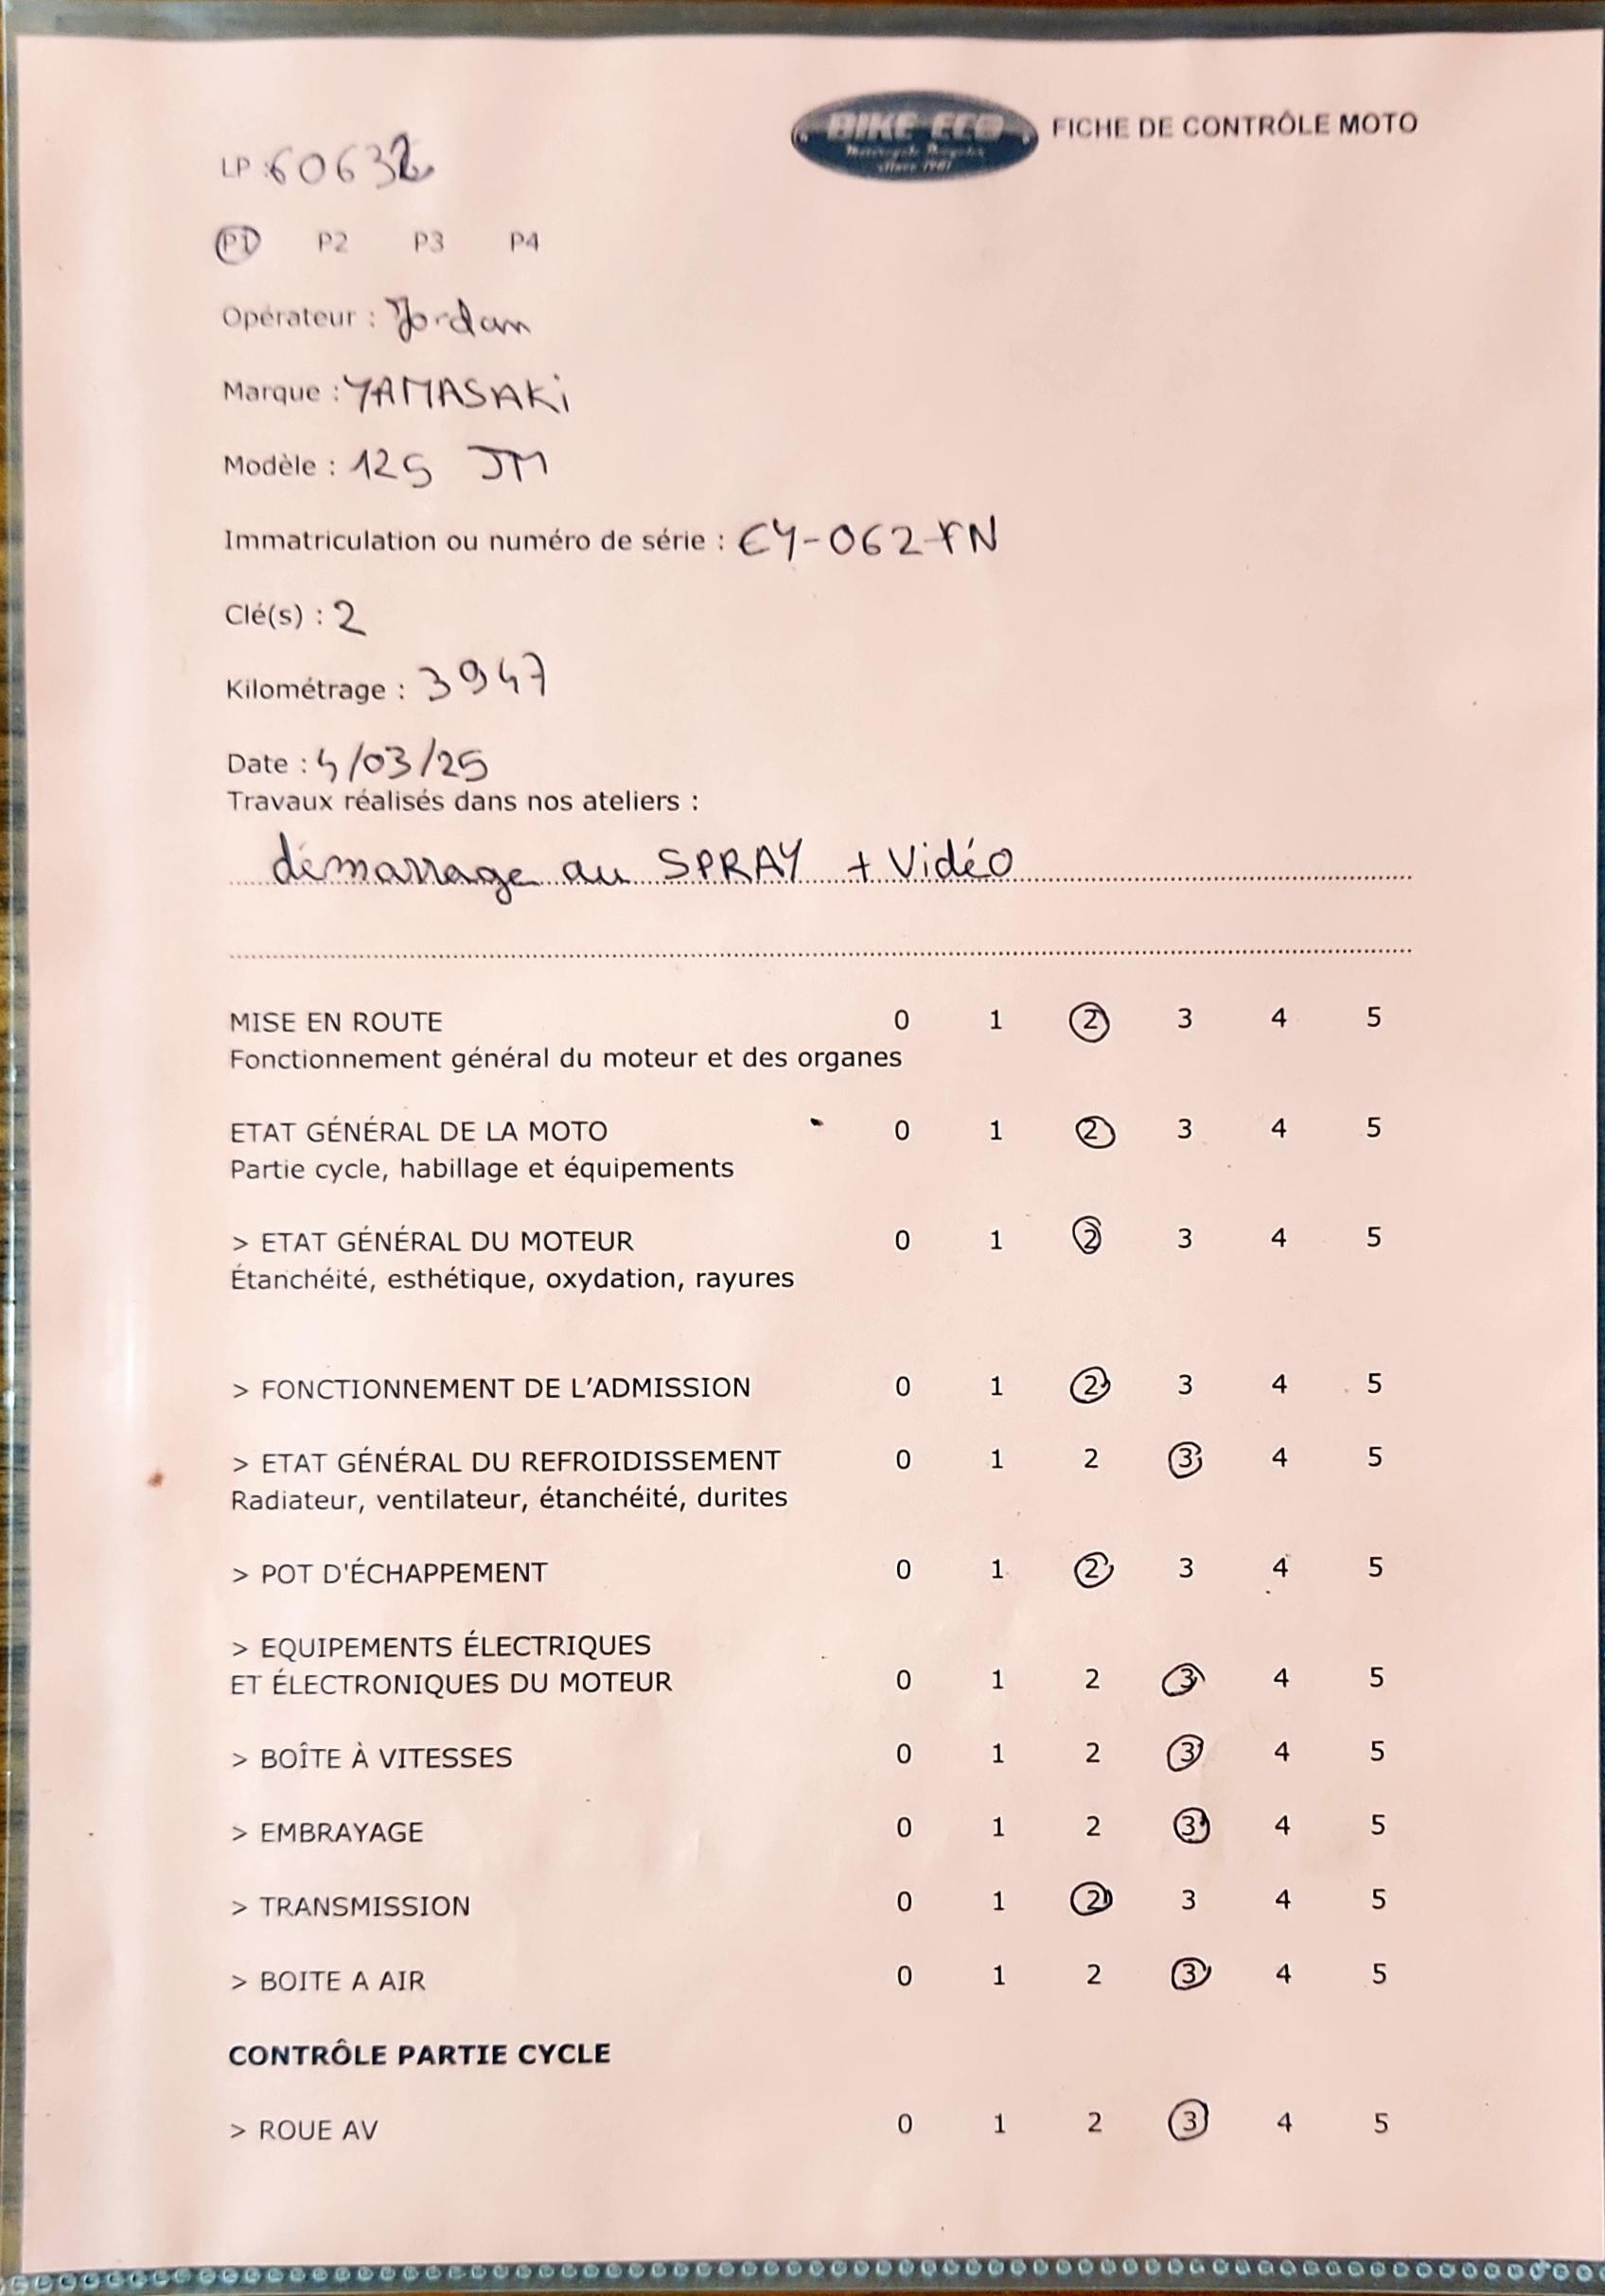 BIKE ECO
Motorcycle Recycler
since 1981
FICHE DE CONTRÔLE MOTO
LP :60632
P1 P2 P3 P4
Opérateur : Jordan
Marque : YAMASAKi
Modèle : 125 JM
Immatriculation ou numéro de série : EY-062-FN
Clé(s) : 2
Kilométrage : 3947
Date : 4/03/25
Travaux réalisés dans nos ateliers :
démarrage au SPRAY + Vidéo
MISE EN ROUTE 0 1 2 3 4 5
Fonctionnement général du moteur et des organes
ETAT GÉNÉRAL DE LA MOTO 0 1 2 3 4 5
Partie cycle, habillage et équipements
> ETAT GÉNÉRAL DU MOTEUR 0 1 2 3 4 5
Étanchéité, esthétique, oxydation, rayures
> FONCTIONNEMENT DE L'ADMISSION 0 1 2 3 4 5
> ETAT GÉNÉRAL DU REFROIDISSEMENT 0 1 2 3 4 5
Radiateur, ventilateur, étanchéité, durites
> POT D'ÉCHAPPEMENT 0 1 2 3 4 5
> EQUIPEMENTS ÉLECTRIQUES
ET ÉLECTRONIQUES DU MOTEUR 0 1 2 3 4 5
> BOÎTE À VITESSES 0 1 2 3 4 5
> EMBRAYAGE 0 1 2 3 4 5
> TRANSMISSION 0 1 2 3 4 5
> BOITE A AIR 0 1 2 3 4 5
CONTRÔLE PARTIE CYCLE
> ROUE AV 0 1 2 3 4 5